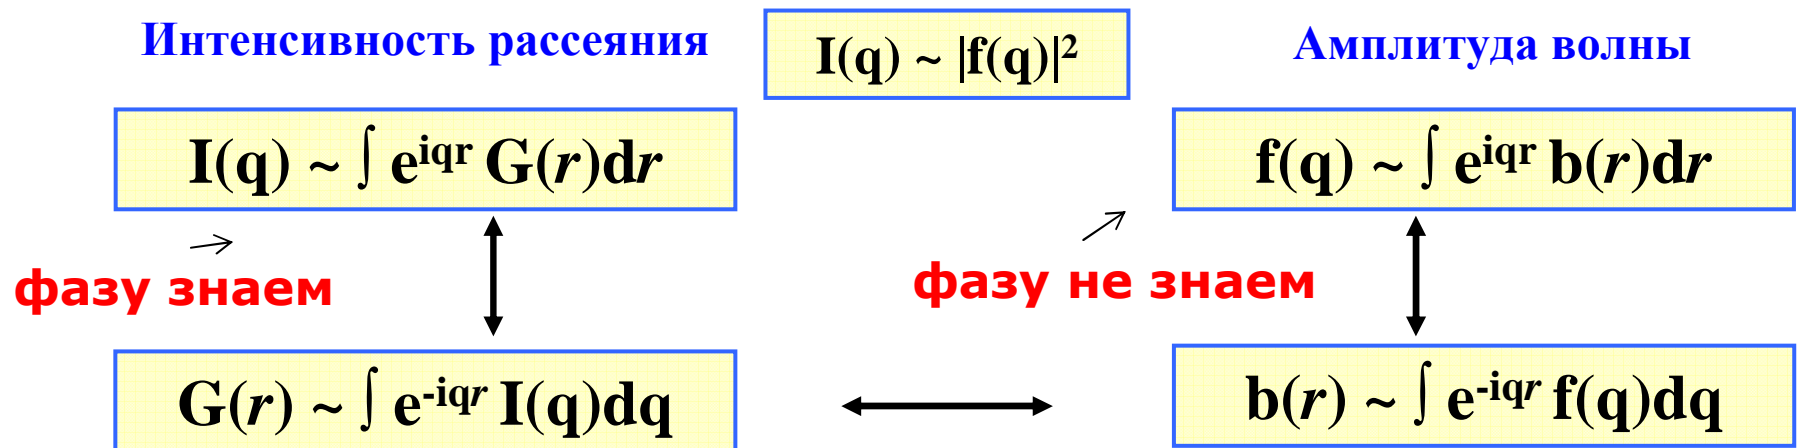 Интенсивность рассеяния
I(q) ~ |f(q)|²
Амплитуда волны
I(q) ~ ∫ e^{iqr} G(r)dr
f(q) ~ ∫ e^{iqr} b(r)dr
фазу знаем
фазу не знаем
G(r) ~ ∫ e^{-iqr} I(q)dq
b(r) ~ ∫ e^{-iqr} f(q)dq